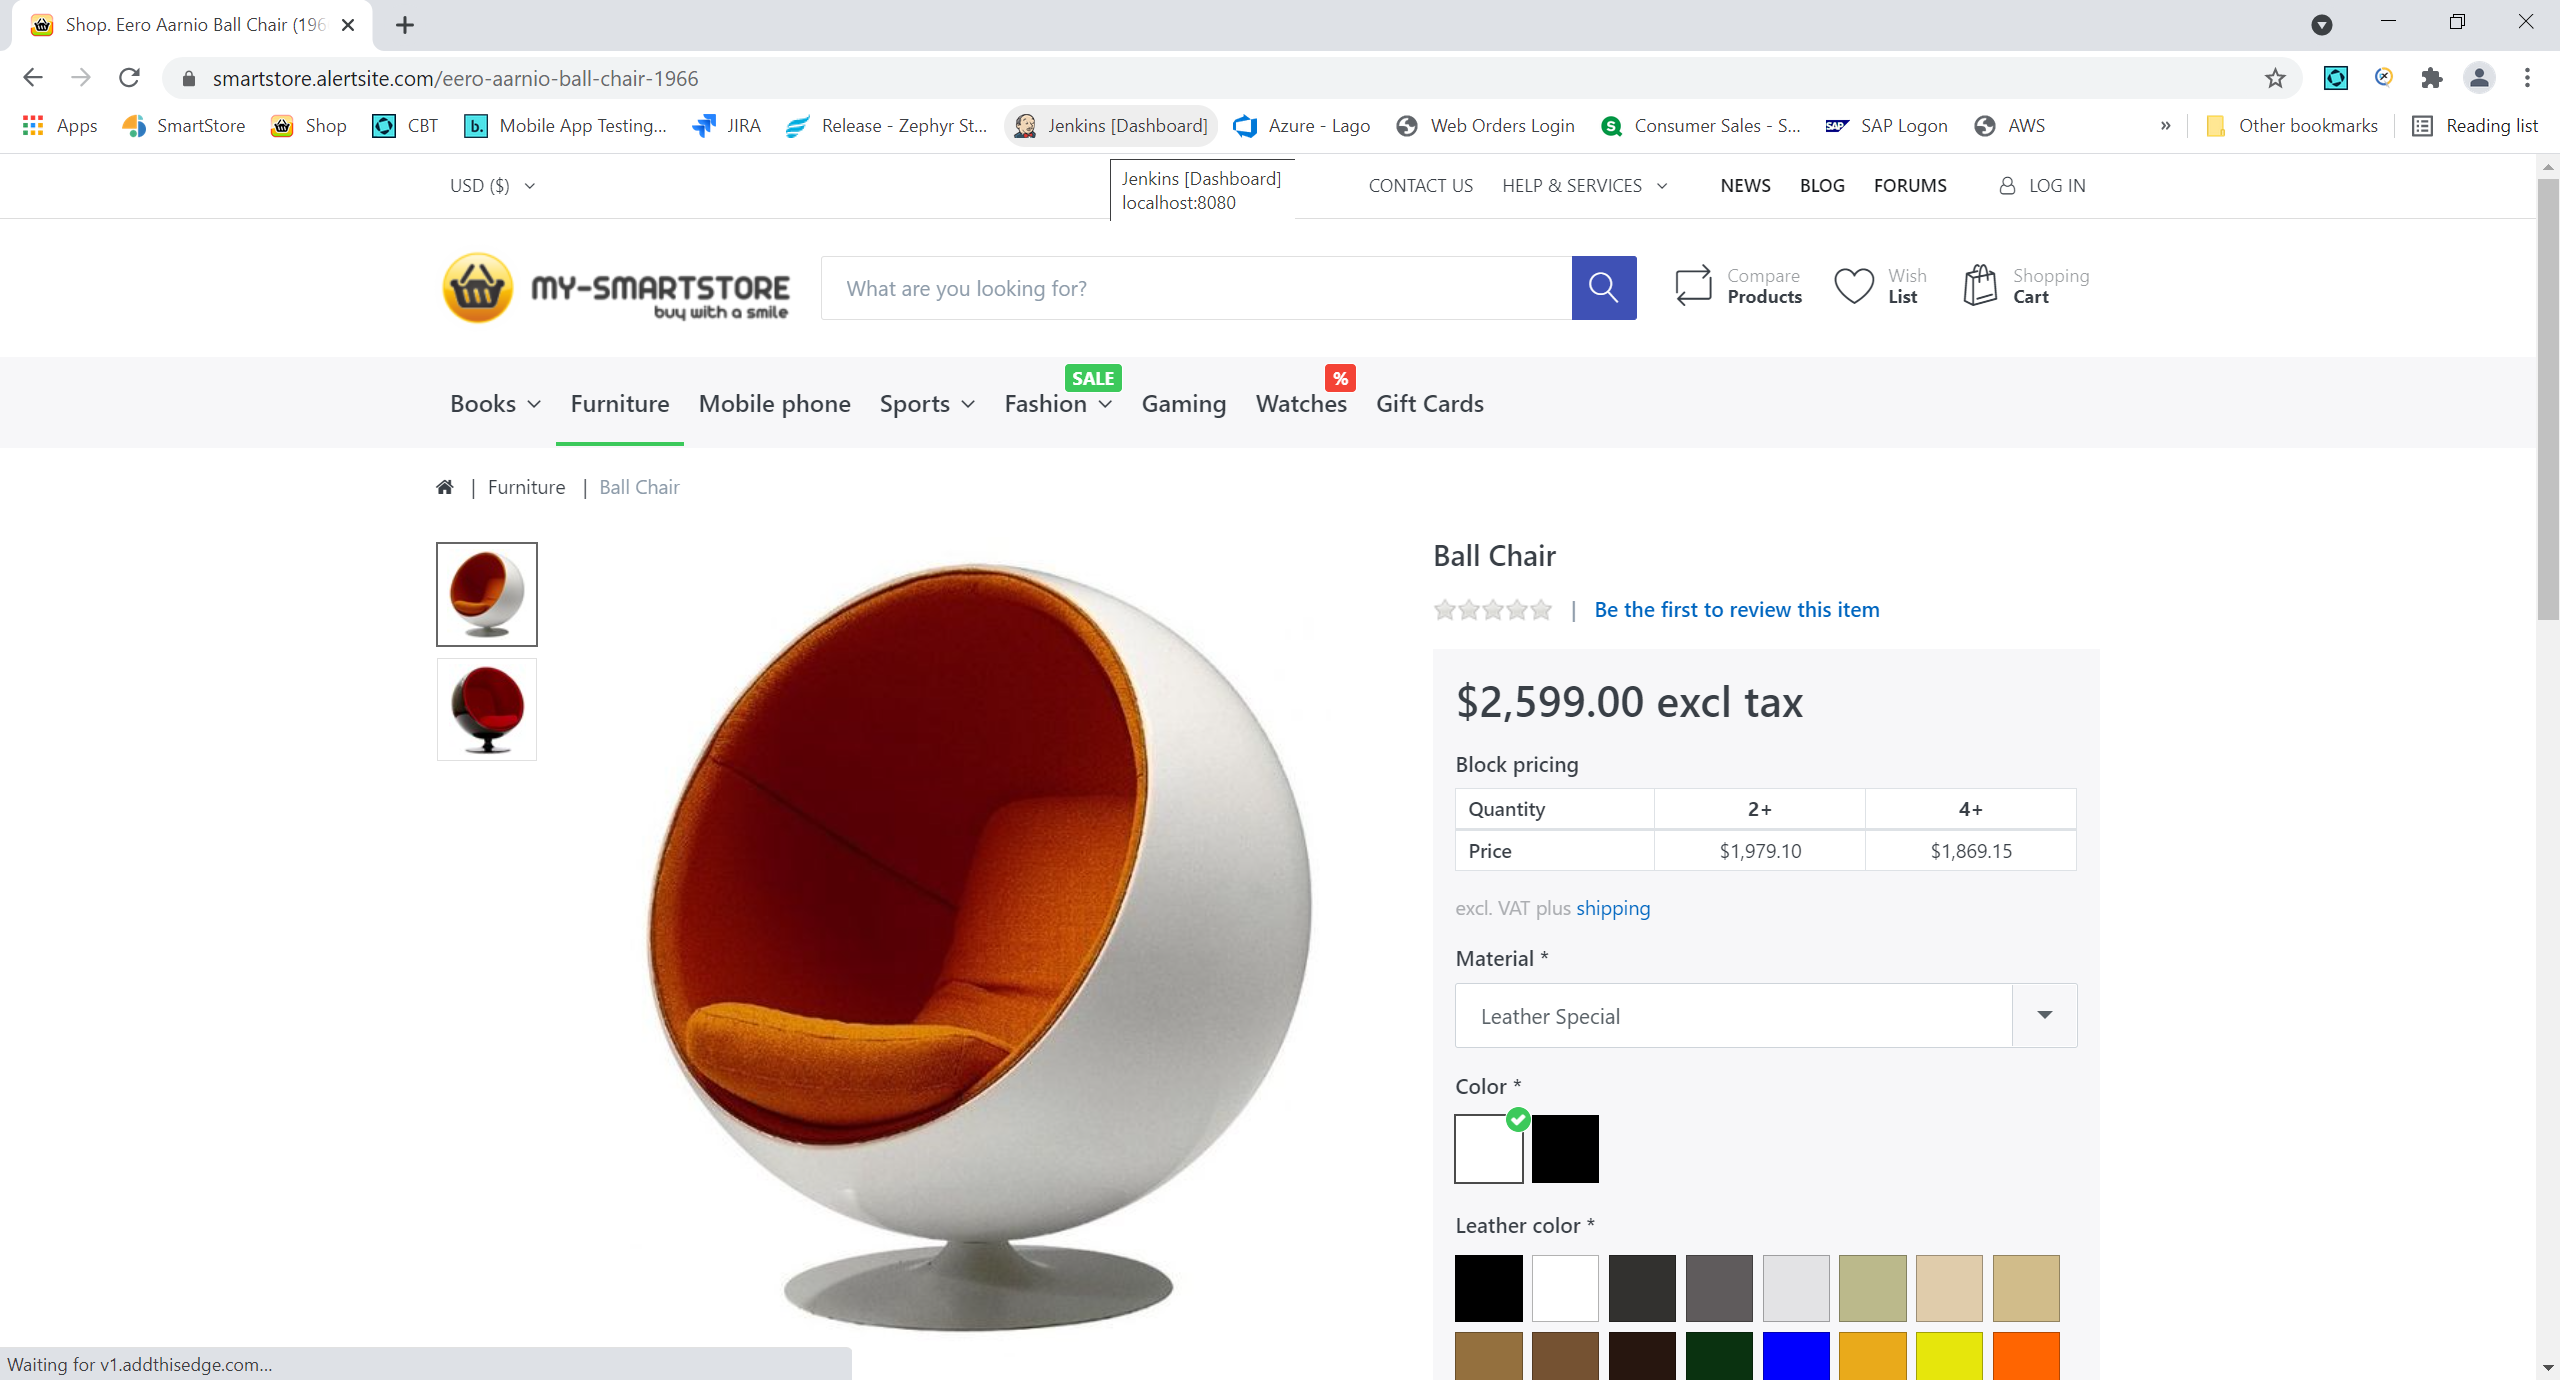 Shop. Eero Aarnio Ball Chair (196
smartstore.alertsite.com/eero-aarnio-ball-chair-1966
Apps SmartStore Shop CBT b. Mobile App Testing... JIRA Release - Zephyr St... Jenkins [Dashboard] Azure - Lago Web Orders Login S Consumer Sales - S... SAP SAP Logon AWS » Other bookmarks Reading list
USD ($) CONTACT US HELP & SERVICES NEWS BLOG FORUMS LOG IN
Jenkins [Dashboard]
localhost:8080
MY-SMARTSTORE
buy with a smile
What are you looking for?
Compare
Products
Wish
List
Shopping
Cart
SALE %
Books Furniture Mobile phone Sports Fashion Gaming Watches Gift Cards
| Furniture | Ball Chair
Ball Chair
| Be the first to review this item
$2,599.00 excl tax
Block pricing
Quantity 2+ 4+
Price $1,979.10 $1,869.15
excl. VAT plus shipping
Material *
Leather Special
Color *
Leather color *
Waiting for v1.addthisedge.com...